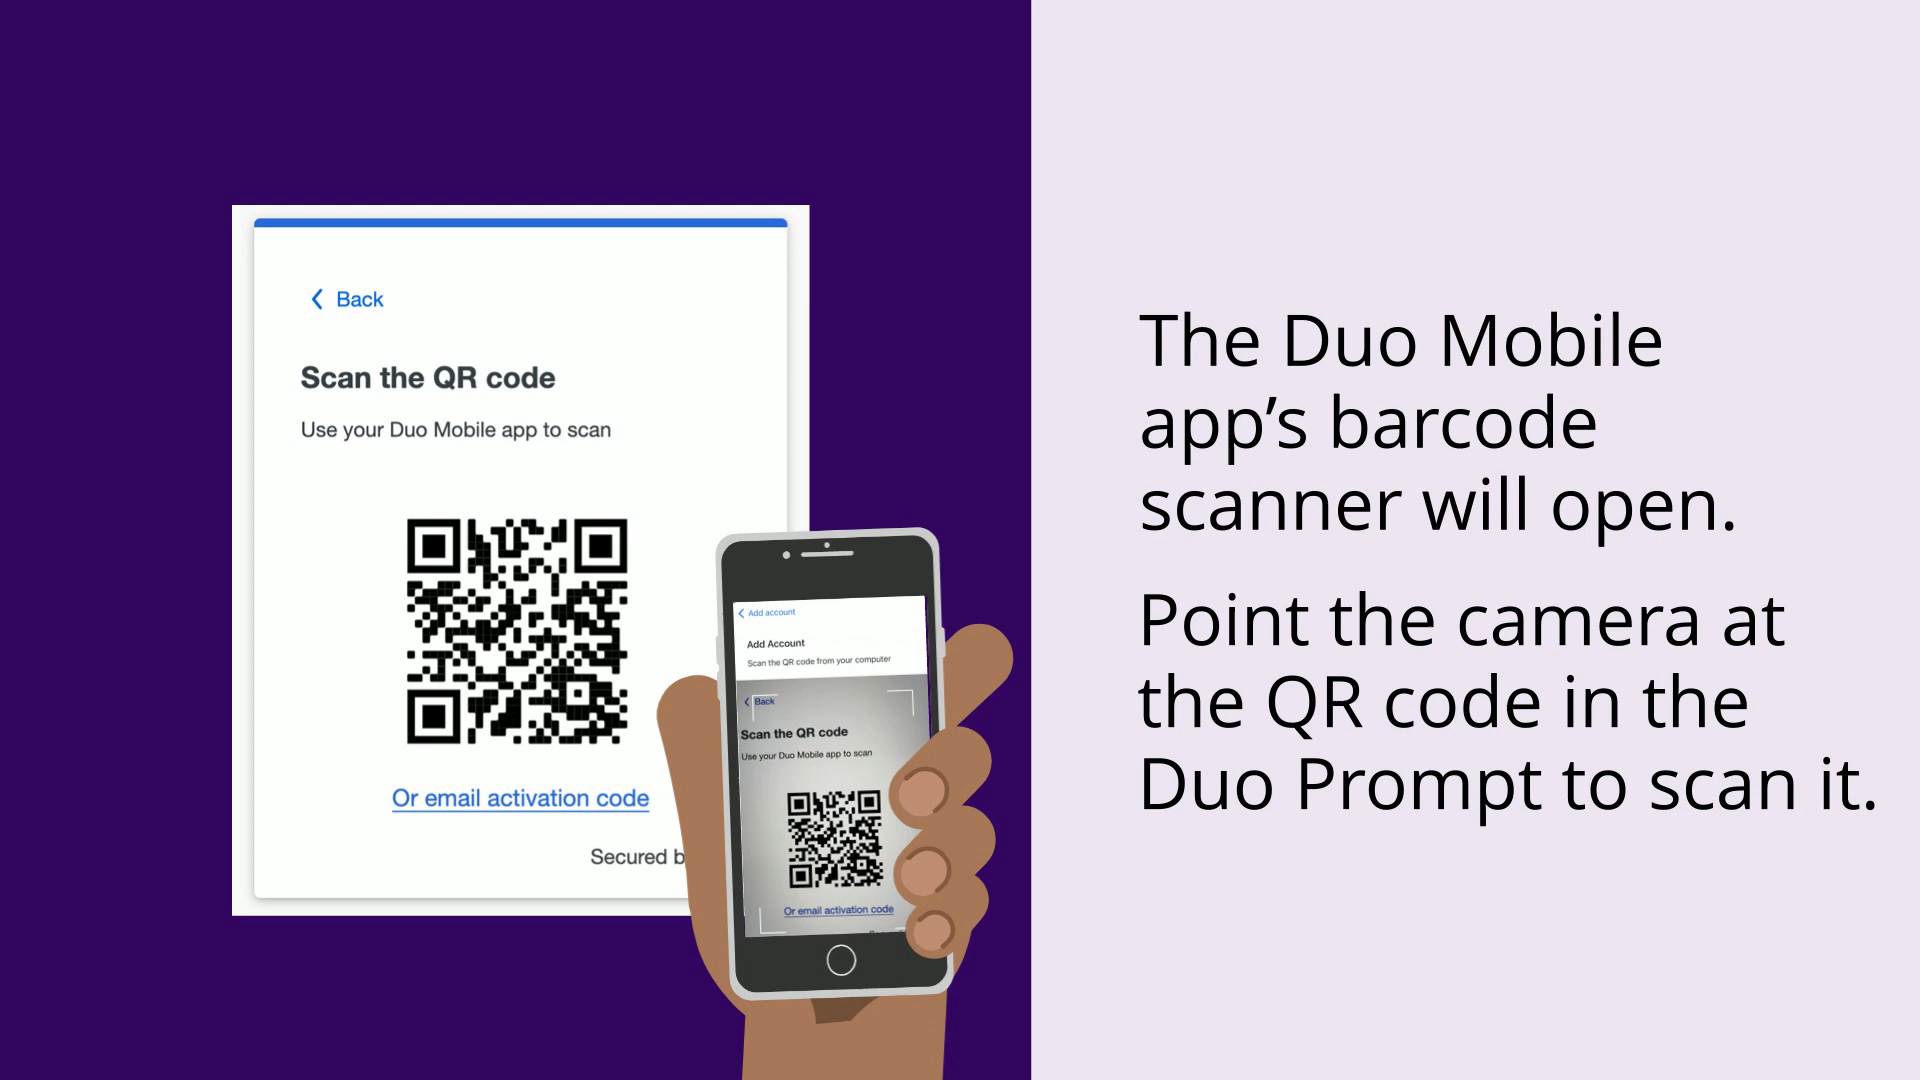 Back
Scan the QR code
Use your Duo Mobile app to scan
Or email activation code
Secured b
Add account
Add Account
Scan the QR code from your computer
Back
Scan the QR code
Use your Duo Mobile app to scan
Or email activation code
The Duo Mobile
app’s barcode
scanner will open.
Point the camera at
the QR code in the
Duo Prompt to scan it.